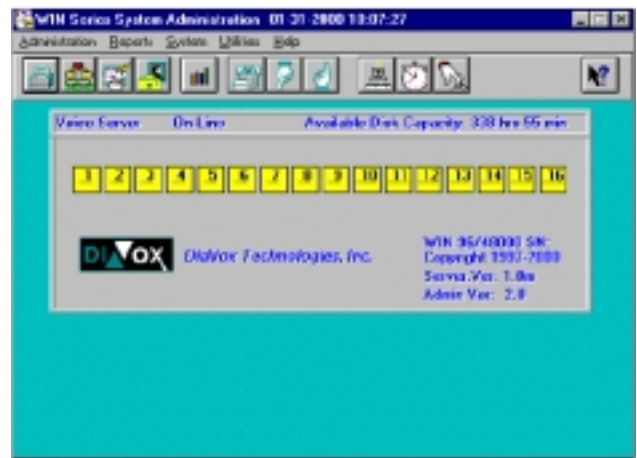 WIN Series System Administration 01-31-2000 10:07:27
Administration Reports System Utilities Help
Voice Server On Line Available Disk Capacity: 338 hrs 55 min
1 2 3 4 5 6 7 8 9 10 11 12 13 14 15 16
DIAVOX DiaVox Technologies, Inc.
WIN SN:
Copyright 1997-2000
Server Ver: 1.0m
Admin Ver: 2.0